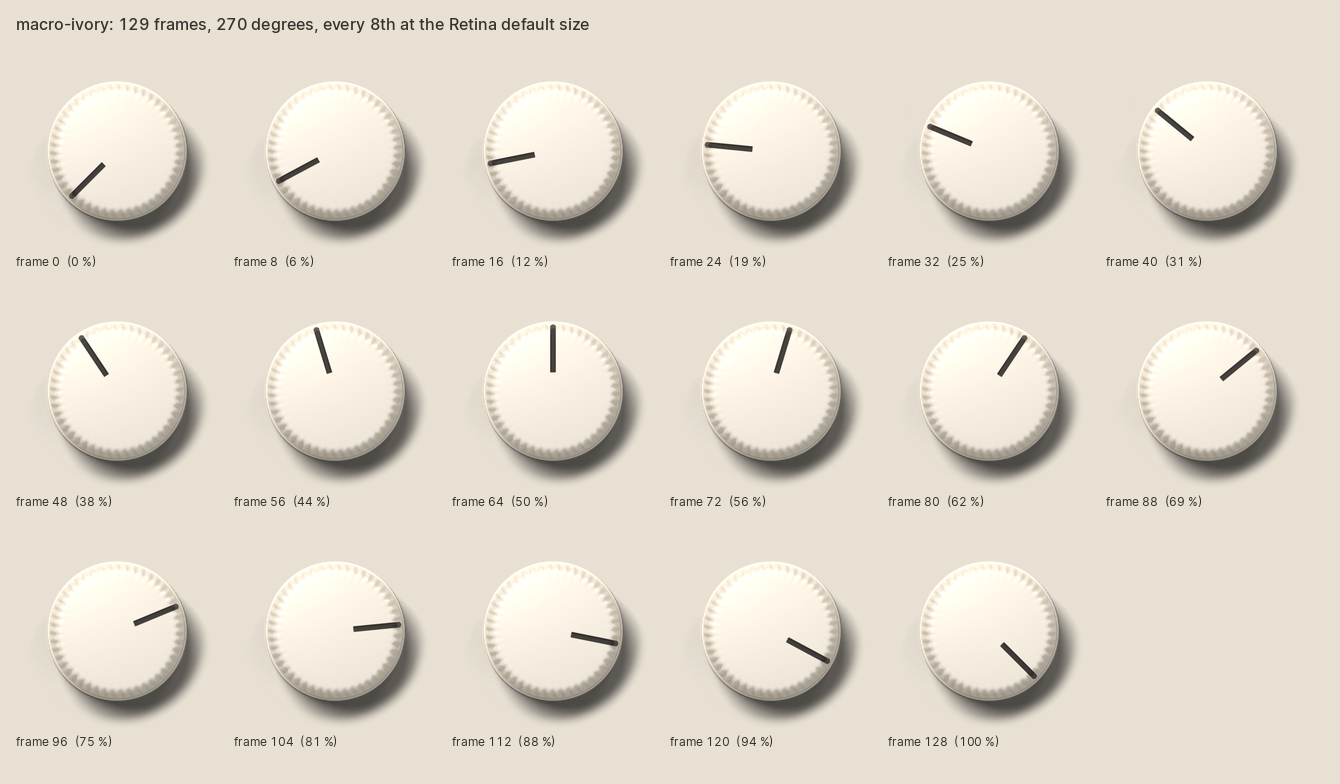 macro-ivory: 129 frames, 270 degrees, every 8th at the Retina default size
frame 0 (0 %)
frame 8 (6 %)
frame 16 (12 %)
frame 24 (19 %)
frame 32 (25 %)
frame 40 (31 %)
frame 48 (38 %)
frame 56 (44 %)
frame 64 (50 %)
frame 72 (56 %)
frame 80 (62 %)
frame 88 (69 %)
frame 96 (75 %)
frame 104 (81 %)
frame 112 (88 %)
frame 120 (94 %)
frame 128 (100 %)